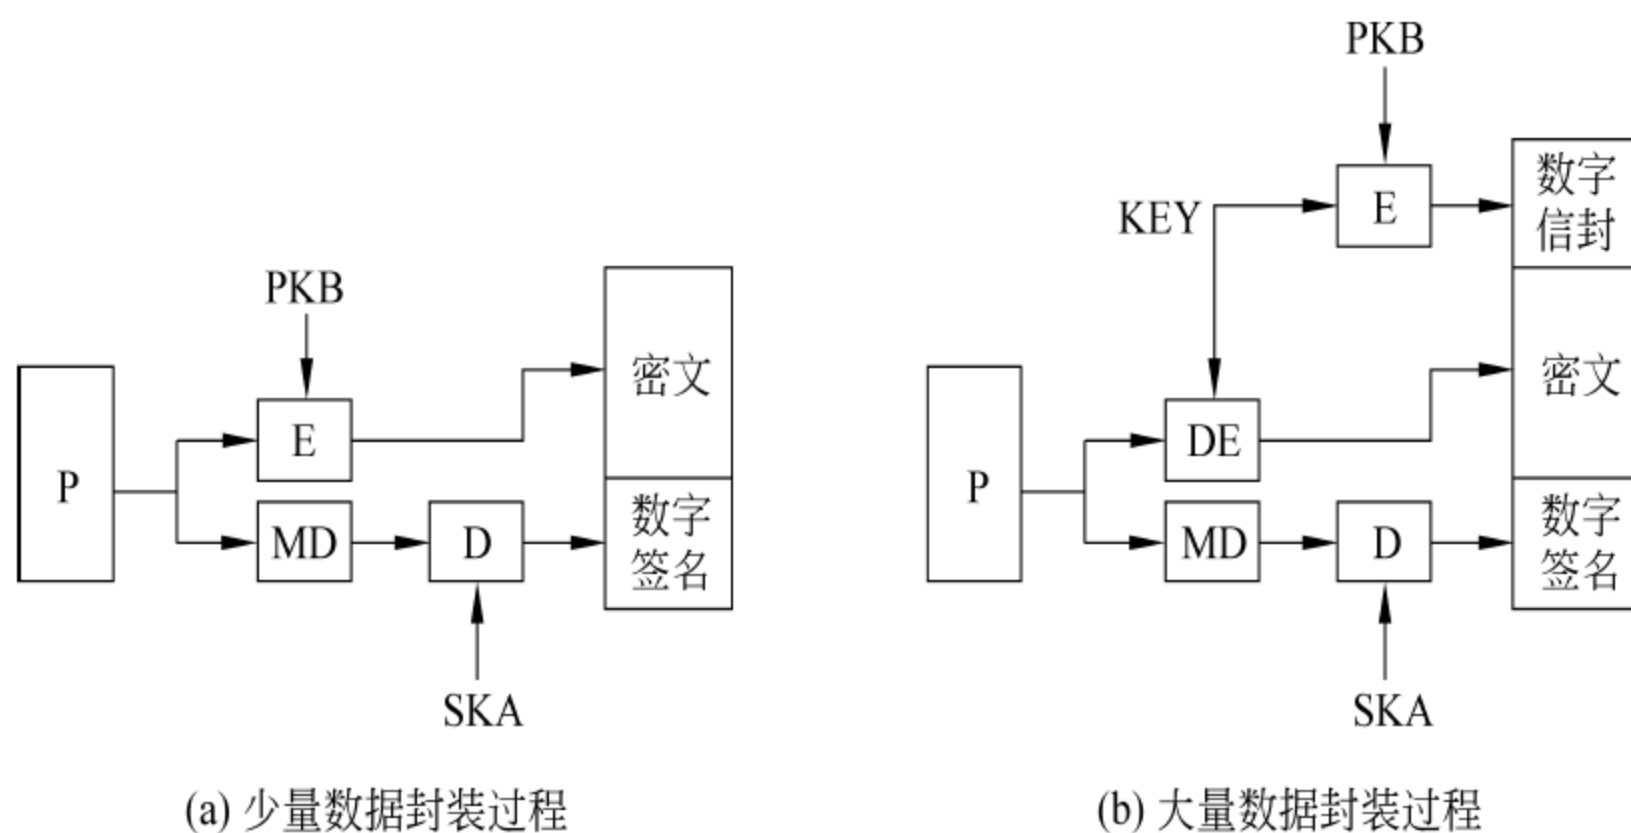 PKB
E
密文
P
MD
D
数字
签名
SKA
(a) 少量数据封装过程
PKB
KEY
E
数字
信封
密文
DE
P
MD
D
数字
签名
SKA
(b) 大量数据封装过程